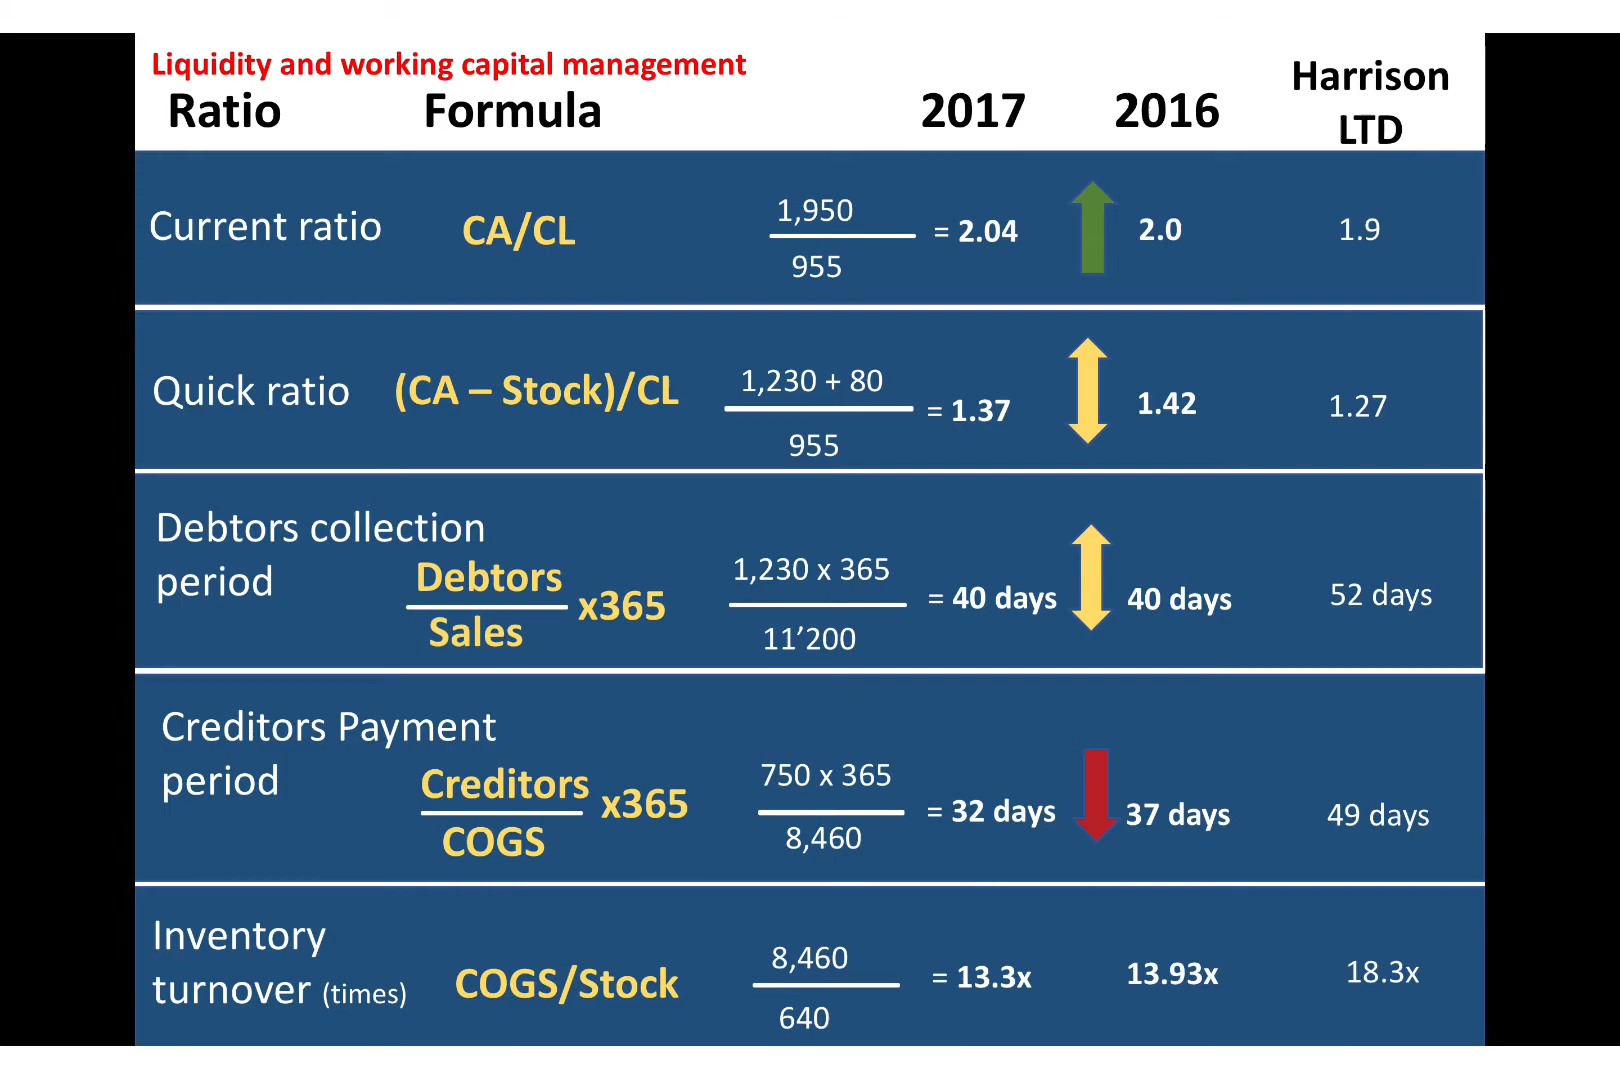 Liquidity and working capital management
Ratio Formula 2017 2016 Harrison
LTD
Current ratio CA/CL 1,950
955
= 2.04 2.0 1.9
Quick ratio (CA – Stock)/CL 1,230 + 80
955
= 1.37 1.42 1.27
Debtors collection
period
Debtors
Sales
x365
1,230 x 365
11’200
= 40 days 40 days 52 days
Creditors Payment
period
Creditors
COGS
x365
750 x 365
8,460
= 32 days 37 days 49 days
Inventory
turnover (times)
COGS/Stock
8,460
640
= 13.3x 13.93x 18.3x